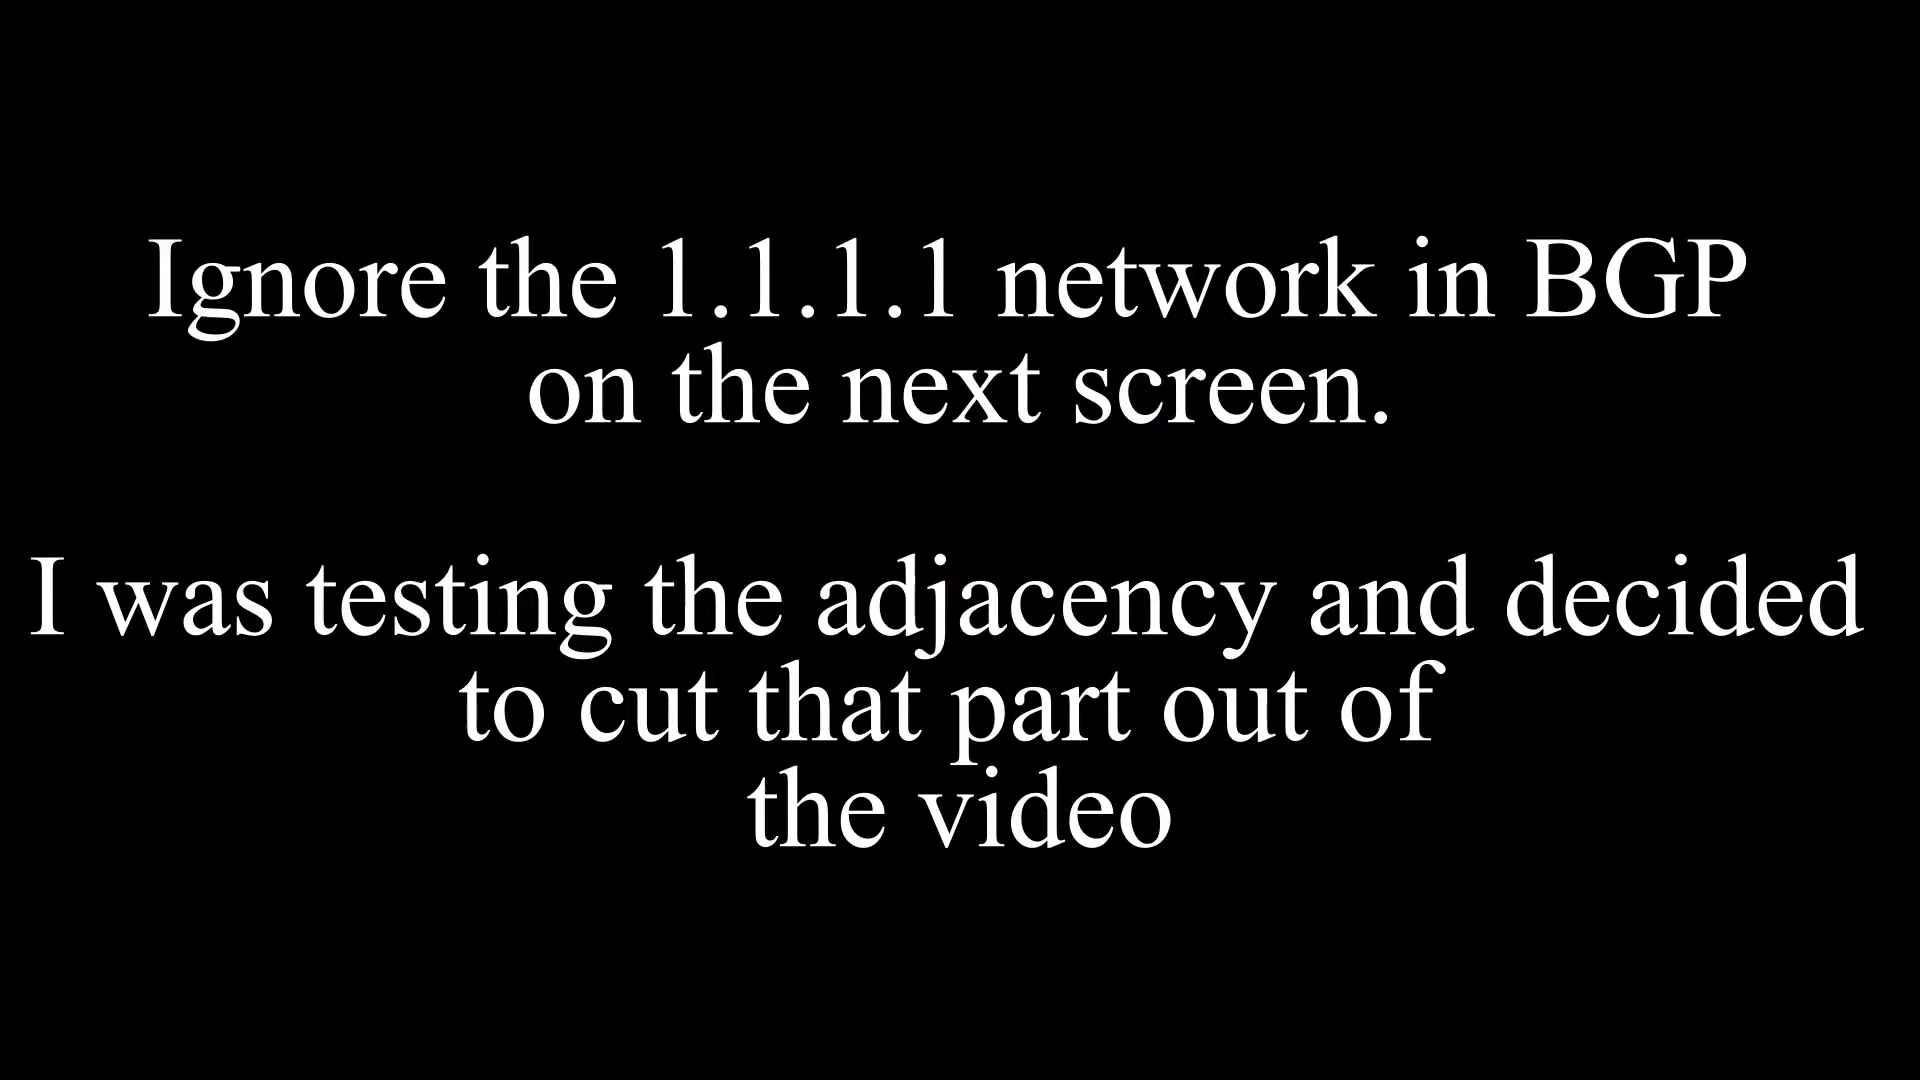 Ignore the 1.1.1.1 network in BGP
on the next screen.
I was testing the adjacency and decided
to cut that part out of
the video